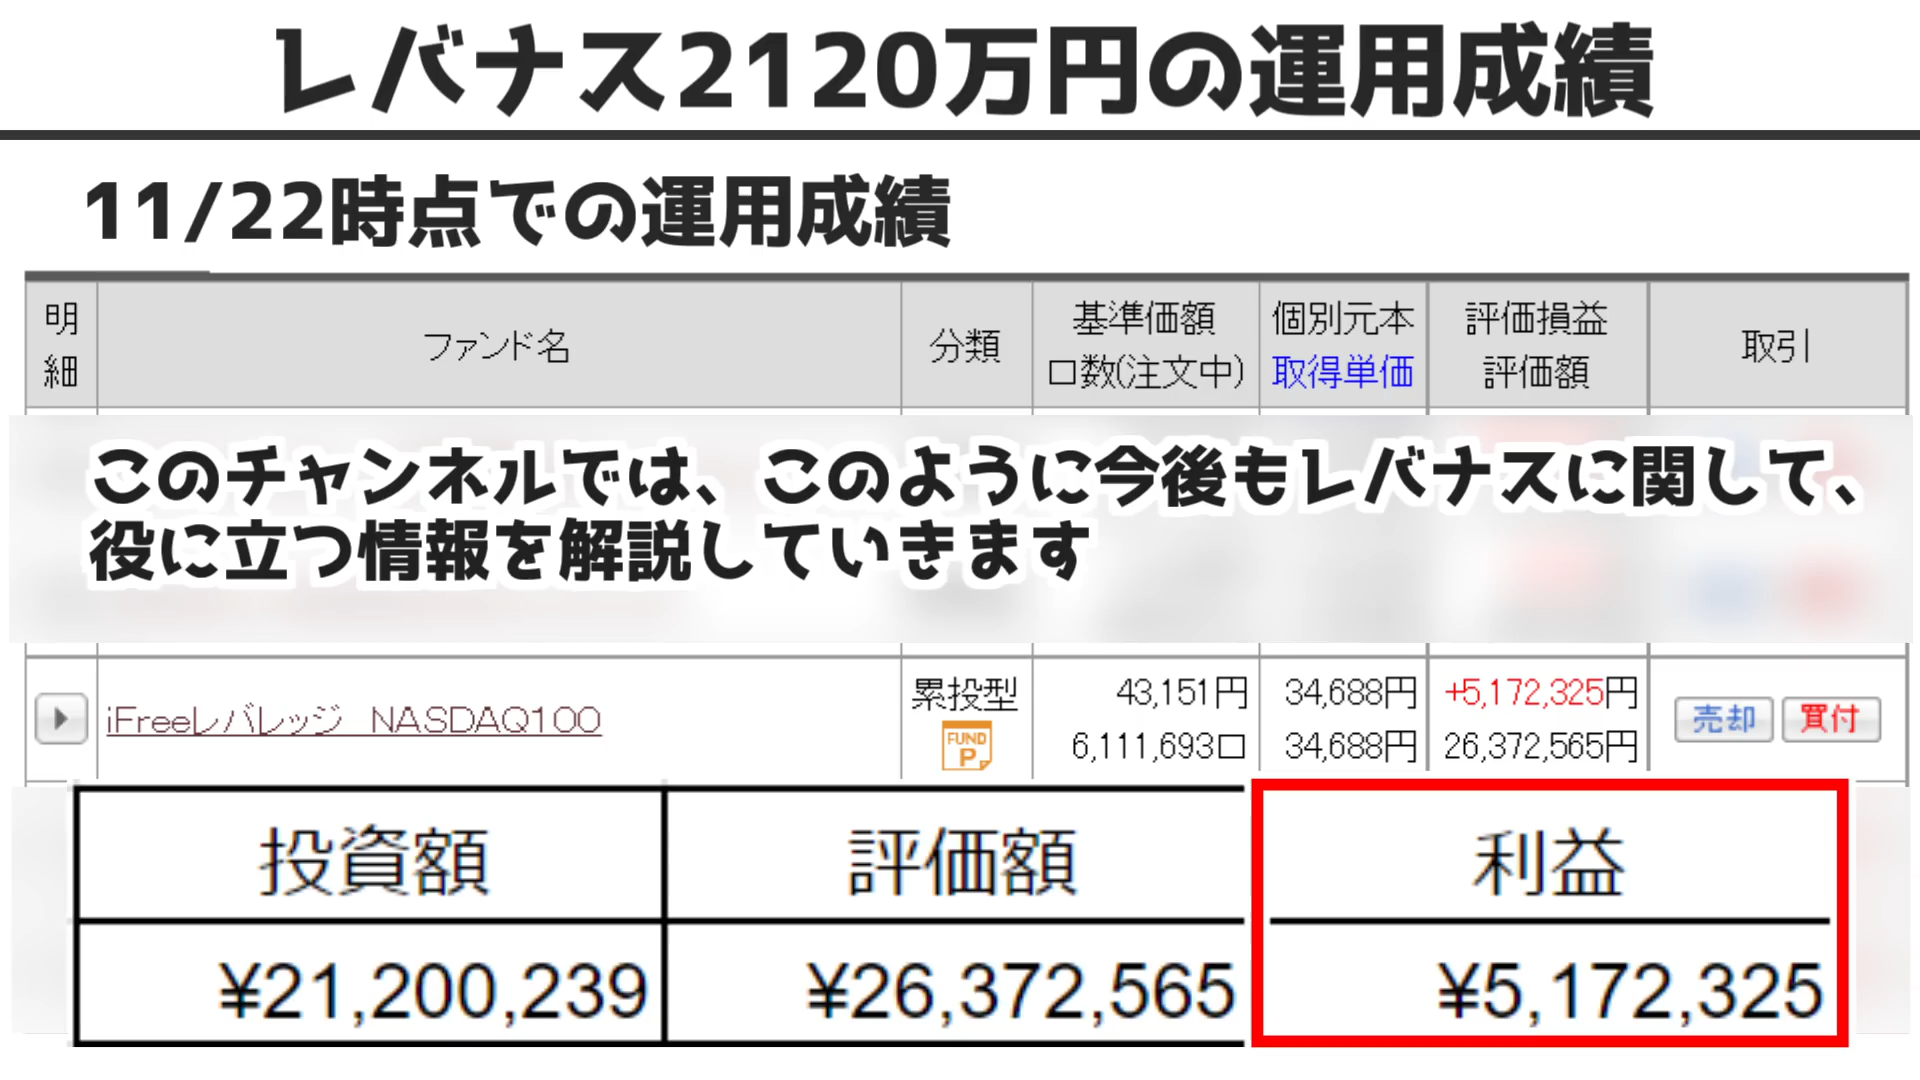 レバナス2120万円の運用成績
11/22時点での運用成績
明細
ファンド名
分類
基準価額
口数(注文中)
個別元本
取得単価
評価損益
評価額
取引
このチャンネルでは、このように今後もレバナスに関して、
役に立つ情報を解説していきます
iFreeレバレッジ　NASDAQ100
累投型
FUND
P
43,151円
6,111,693口
34,688円
34,688円
+5,172,325円
26,372,565円
売却
買付
投資額
評価額
利益
¥21,200,239
¥26,372,565
¥5,172,325